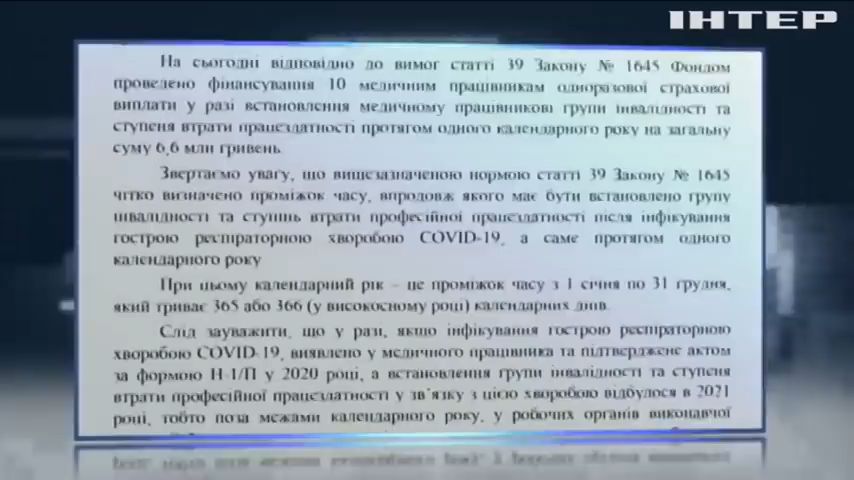 ІНТЕР
На сьогодні відповідно до вимог статті 39 Закону № 1645 Фондом
проведено фінансування 10 медичним працівникам одноразової страхової
виплати у разі встановлення медичному працівникові групи інвалідності та
ступеня втрати працездатності протягом одного календарного року на загальну
суму 6,6 млн гривень.
Звертаємо увагу, що вищезазначеною нормою статті 39 Закону № 1645
чітко визначено проміжок часу, впродовж якого має бути встановлено групу
інвалідності та ступінь втрати професійної працездатності після інфікування
гострою респіраторною хворобою COVID-19, а саме протягом одного
календарного року
При цьому календарний рік – це проміжок часу з 1 січня по 31 грудня,
який триває 365 або 366 (у високосному році) календарних днів.
Слід зауважити, що у разі, якщо інфікування гострою респіраторною
хворобою COVID-19, виявлено у медичного працівника та підтверджене актом
за формою Н-1/П у 2020 році, а встановлення групи інвалідності та ступеня
втрати професійної працездатності у зв'язку з цією хворобою відбулося в 2021
році, тобто поза межами календарного року, у робочих органів виконавчої